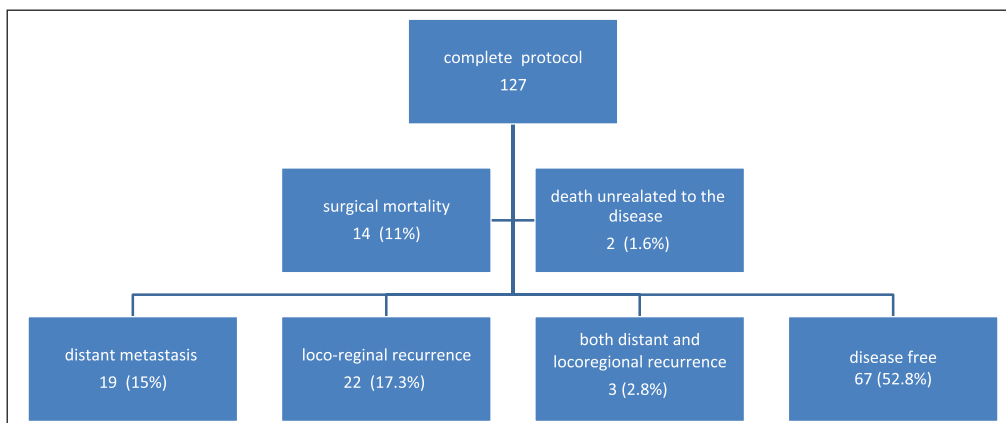 complete protocol
127
surgical mortality
14 (11%)
death unrealated to the
disease
2 (1.6%)
distant metastasis
19 (15%)
loco-reginal recurrence
22 (17.3%)
both distant and
locoregional recurrence
3 (2.8%)
disease free
67 (52.8%)